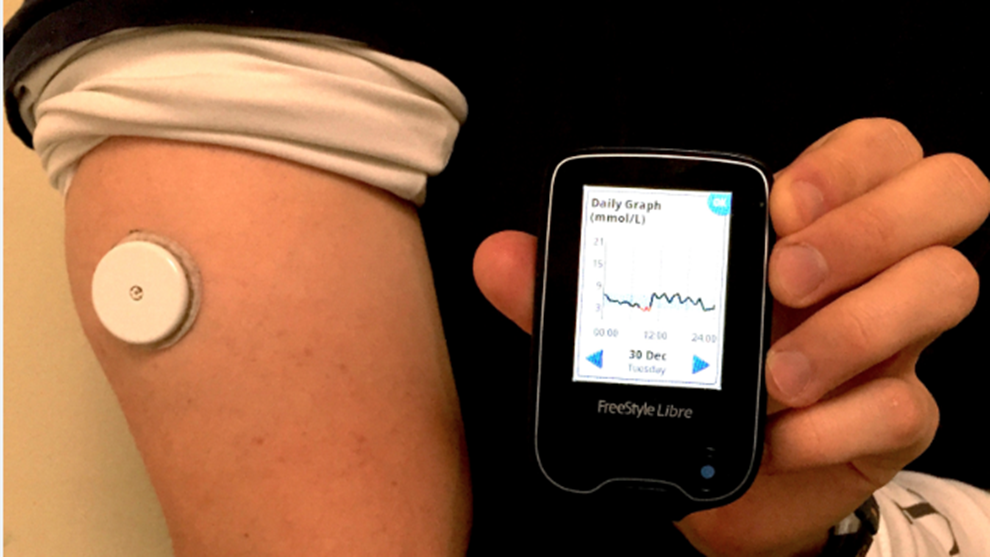 Daily Graph
OK
(mmol/L)
21
15
9
3
00:00 12:00 24:00
30 Dec
Tuesday
FreeStyle Libre